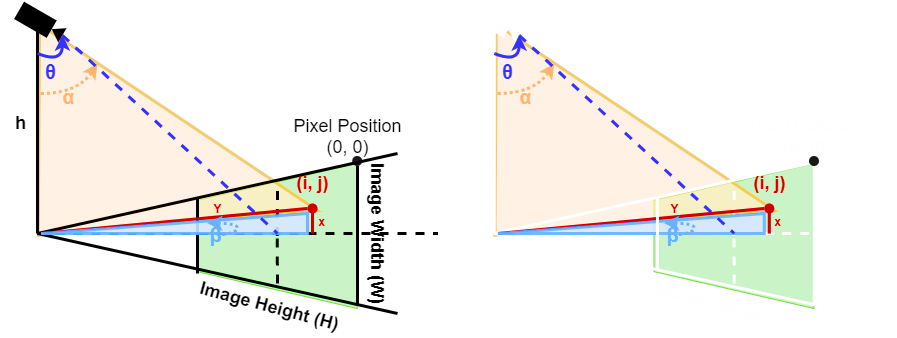 θ
α
h
Pixel Position
(0, 0)
(i, j)
Y
x
β
Image Width (W)
Image Height (H)
θ
α
(i, j)
Y
x
β